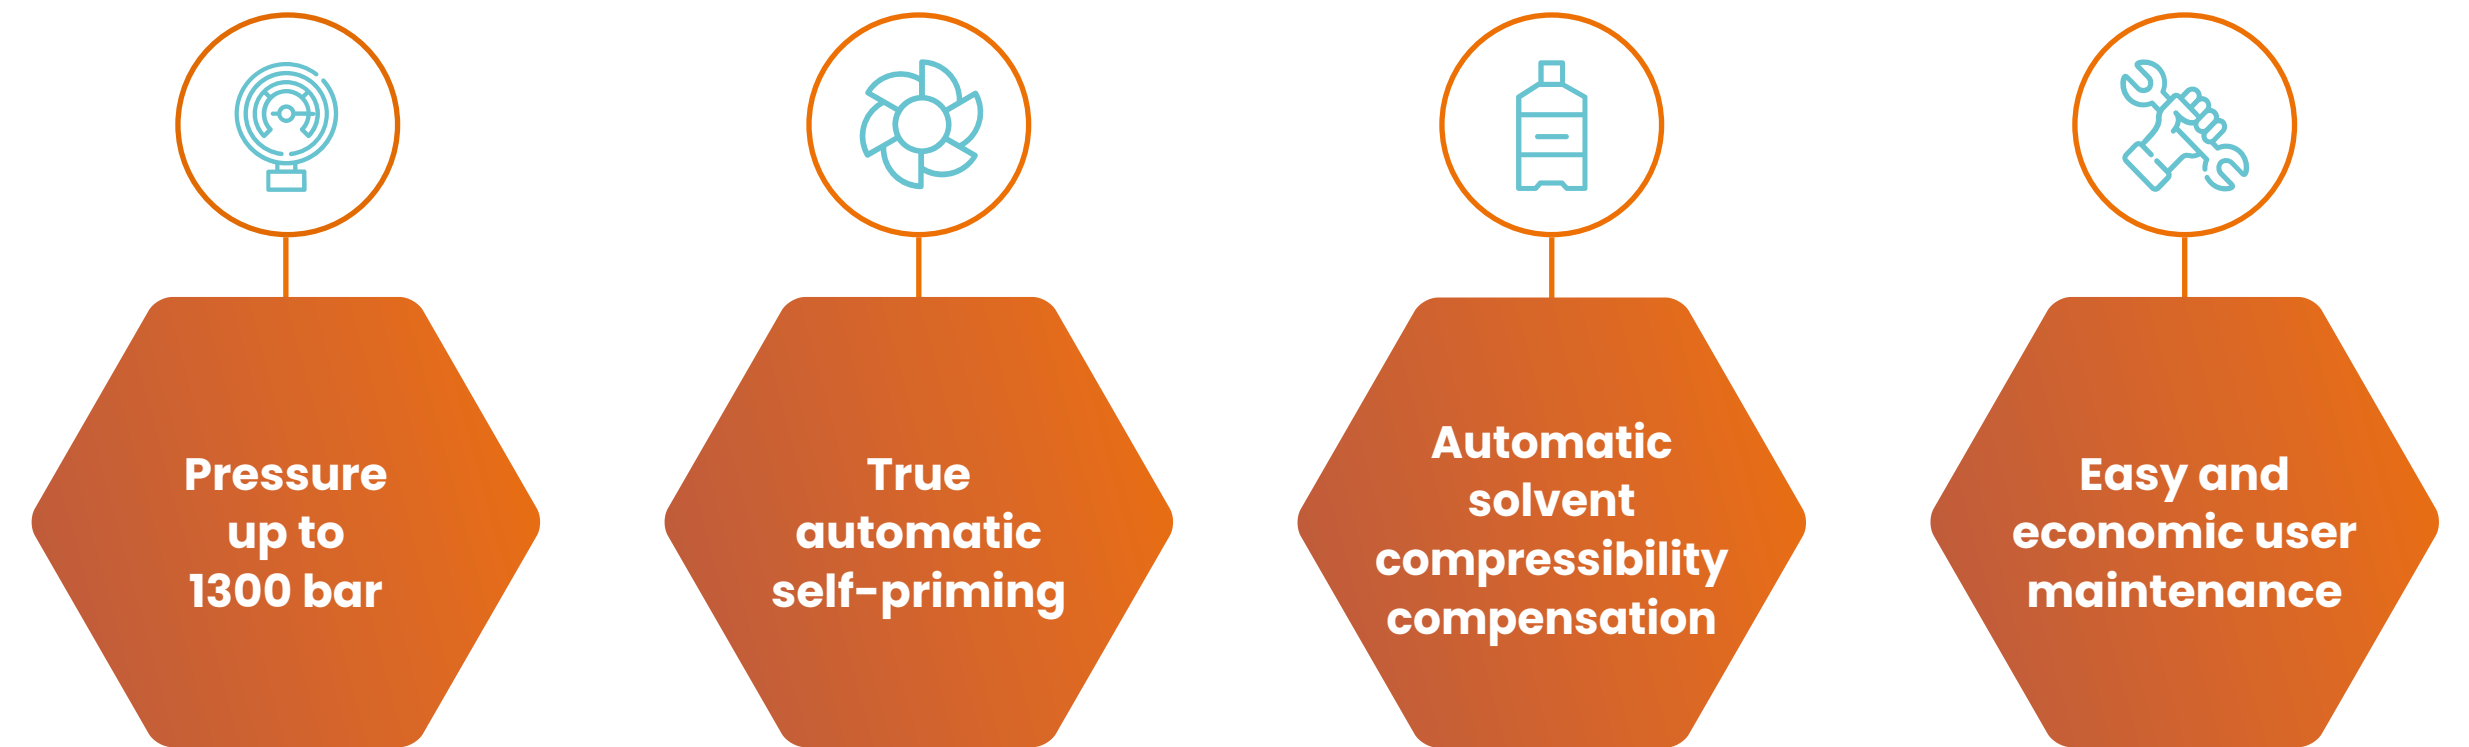 Pressure
up to
1300 bar
True
automatic
self-priming
Automatic
solvent
compressibility
compensation
Easy and
economic user
maintenance